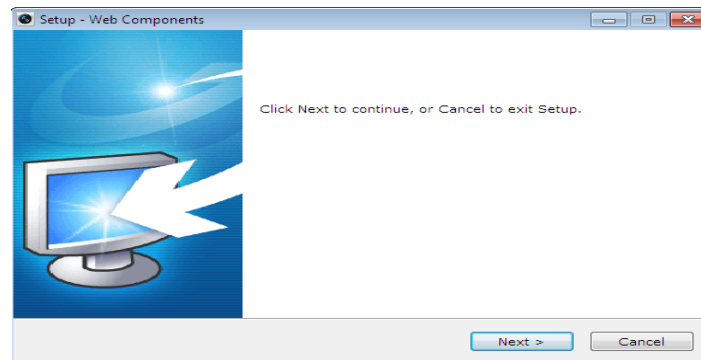 Setup - Web Components
Click Next to continue, or Cancel to exit Setup.
Next >
Cancel